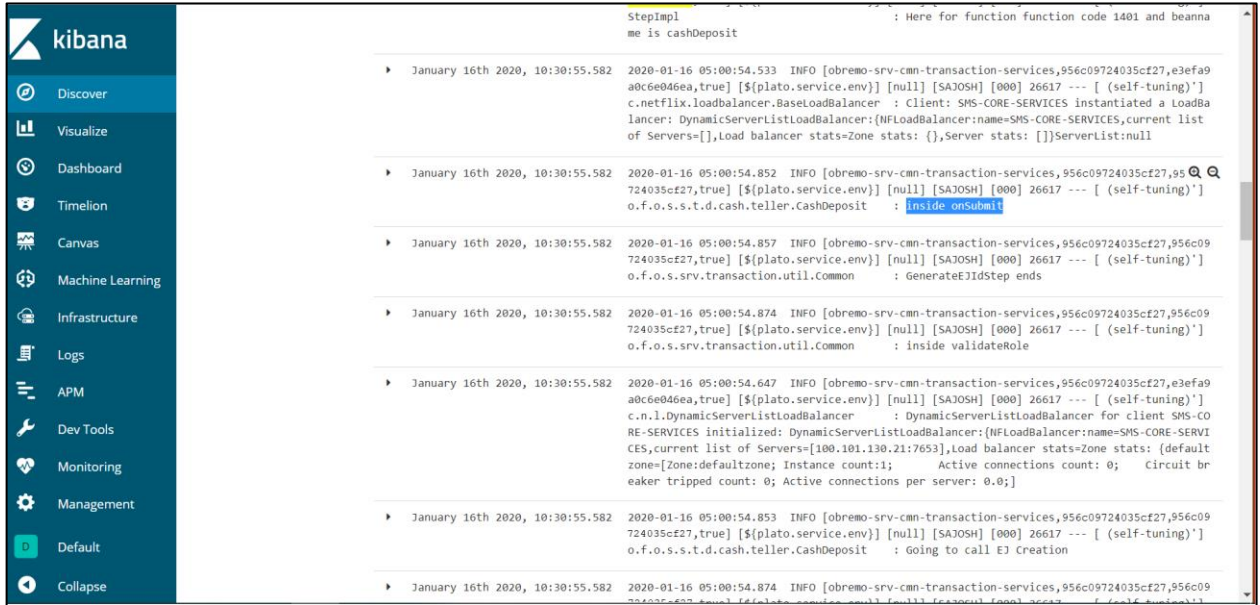 kibana
Discover
Visualize
Dashboard
Timelion
Canvas
Machine Learning
Infrastructure
Logs
APM
Dev Tools
Monitoring
Management
D Default
Collapse
StepImpl : Here for function function code 1401 and beanna
me is cashDeposit
January 16th 2020, 10:30:55.582 2020-01-16 05:00:54.533 INFO [obremo-srv-cmn-transaction-services,956c09724035cf27,e3efa9
a0c6e046ea,true] [${plato.service.env}] [null] [SAJOSH] [000] 26617 --- [ (self-tuning)']
c.netflix.loadbalancer.BaseLoadBalancer : Client: SMS-CORE-SERVICES instantiated a LoadBa
lancer: DynamicServerListLoadBalancer:{NFLoadBalancer:name=SMS-CORE-SERVICES,current list
of Servers=[],Load balancer stats=Zone stats: {},Server stats: []}ServerList:null
January 16th 2020, 10:30:55.582 2020-01-16 05:00:54.852 INFO [obremo-srv-cmn-transaction-services,956c09724035cf27,95
724035cf27,true] [${plato.service.env}] [null] [SAJOSH] [000] 26617 --- [ (self-tuning)']
o.f.o.s.s.t.d.cash.teller.CashDeposit : inside onSubmit
January 16th 2020, 10:30:55.582 2020-01-16 05:00:54.857 INFO [obremo-srv-cmn-transaction-services,956c09724035cf27,956c09
724035cf27,true] [${plato.service.env}] [null] [SAJOSH] [000] 26617 --- [ (self-tuning)']
o.f.o.s.srv.transaction.util.Common : GenerateEJIdStep ends
January 16th 2020, 10:30:55.582 2020-01-16 05:00:54.874 INFO [obremo-srv-cmn-transaction-services,956c09724035cf27,956c09
724035cf27,true] [${plato.service.env}] [null] [SAJOSH] [000] 26617 --- [ (self-tuning)']
o.f.o.s.srv.transaction.util.Common : inside validateRole
January 16th 2020, 10:30:55.582 2020-01-16 05:00:54.647 INFO [obremo-srv-cmn-transaction-services,956c09724035cf27,e3efa9
a0c6e046ea,true] [${plato.service.env}] [null] [SAJOSH] [000] 26617 --- [ (self-tuning)']
c.n.l.DynamicServerListLoadBalancer : DynamicServerListLoadBalancer for client SMS-CO
RE-SERVICES initialized: DynamicServerListLoadBalancer:{NFLoadBalancer:name=SMS-CORE-SERVI
CES,current list of Servers=[100.101.130.21:7653],Load balancer stats=Zone stats: {default
zone=[Zone:defaultzone; Instance count:1; Active connections count: 0; Circuit br
eaker tripped count: 0; Active connections per server: 0.0;]
January 16th 2020, 10:30:55.582 2020-01-16 05:00:54.853 INFO [obremo-srv-cmn-transaction-services,956c09724035cf27,956c09
724035cf27,true] [${plato.service.env}] [null] [SAJOSH] [000] 26617 --- [ (self-tuning)']
o.f.o.s.s.t.d.cash.teller.CashDeposit : Going to call EJ Creation
January 16th 2020, 10:30:55.582 2020-01-16 05:00:54.874 INFO [obremo-srv-cmn-transaction-services,956c09724035cf27,956c09